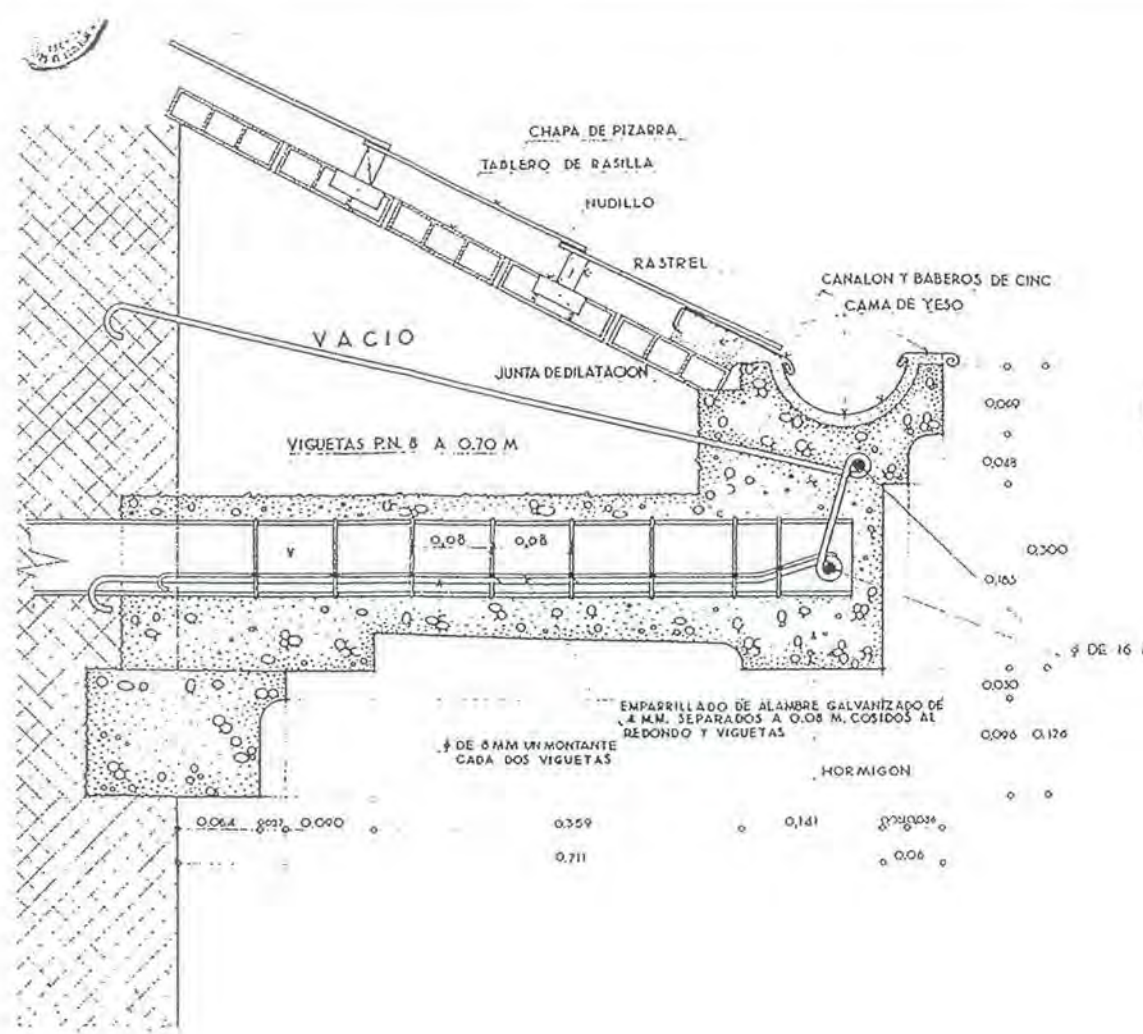 CHAPA DE PIZARRA
TABLERO DE RASILLA
NUDILLO
RASTREL
CANALON Y BABEROS DE CINC
CAMA DE YESO
VACIO
JUNTA DE DILATACION
VIGUETAS P.N. 8 A 0.70 M
0,069
0,048
0,08 0,08
V
0,300
0,185
∮ DE 16
0,030
EMPARRILLADO DE ALAMBRE GALVANIZADO DE
4 M.M. SEPARADOS A 0.08 M. COSIDOS AL
REDONDO Y VIGUETAS
0,096 0,126
∮ DE 8 MM UN MONTANTE
CADA DOS VIGUETAS
HORMIGON
0,064 0,027 0,090 0.359 0,141
0.711 0,06